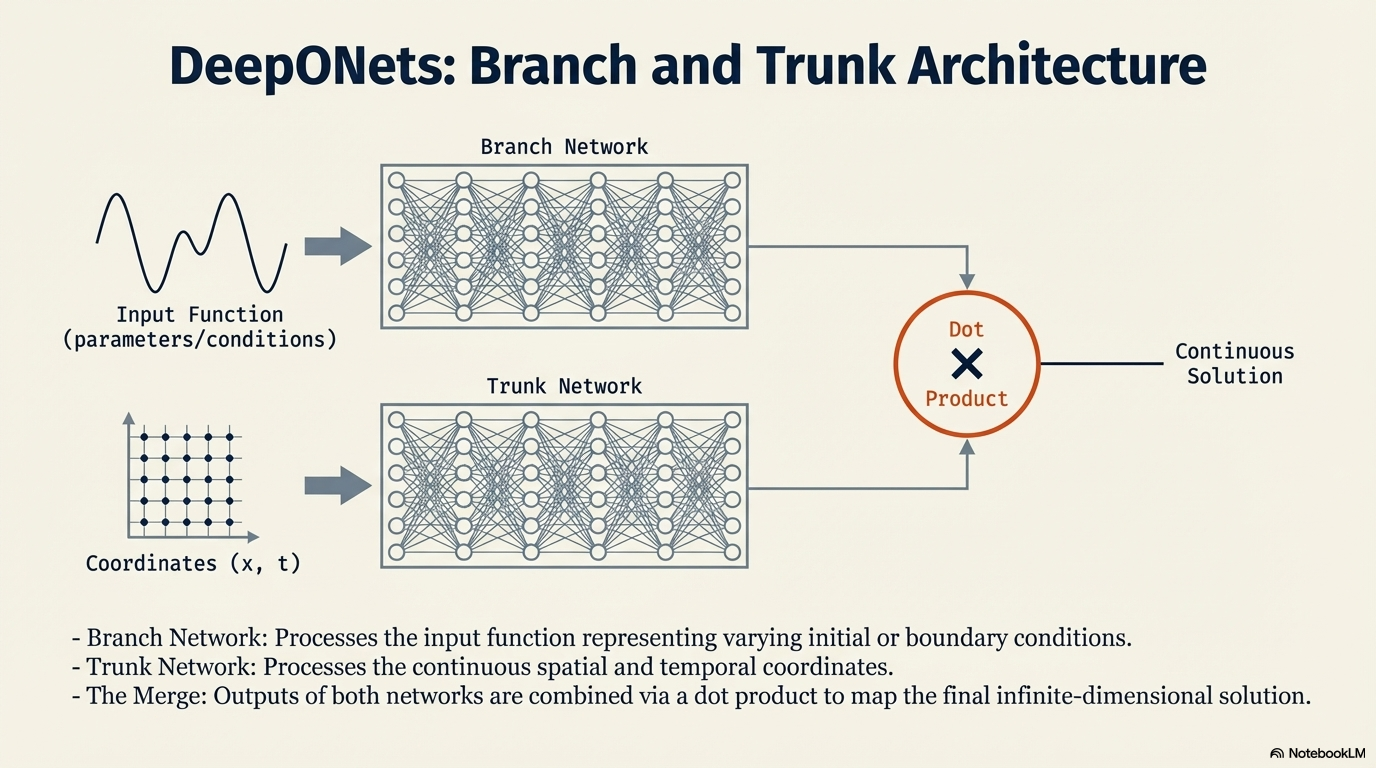 DeepONets: Branch and Trunk Architecture
Branch Network
Input Function
(parameters/conditions)
Trunk Network
Coordinates (x, t)
Dot
×
Product
Continuous
Solution
- Branch Network: Processes the input function representing varying initial or boundary conditions.
- Trunk Network: Processes the continuous spatial and temporal coordinates.
- The Merge: Outputs of both networks are combined via a dot product to map the final infinite-dimensional solution.
NotebookLM